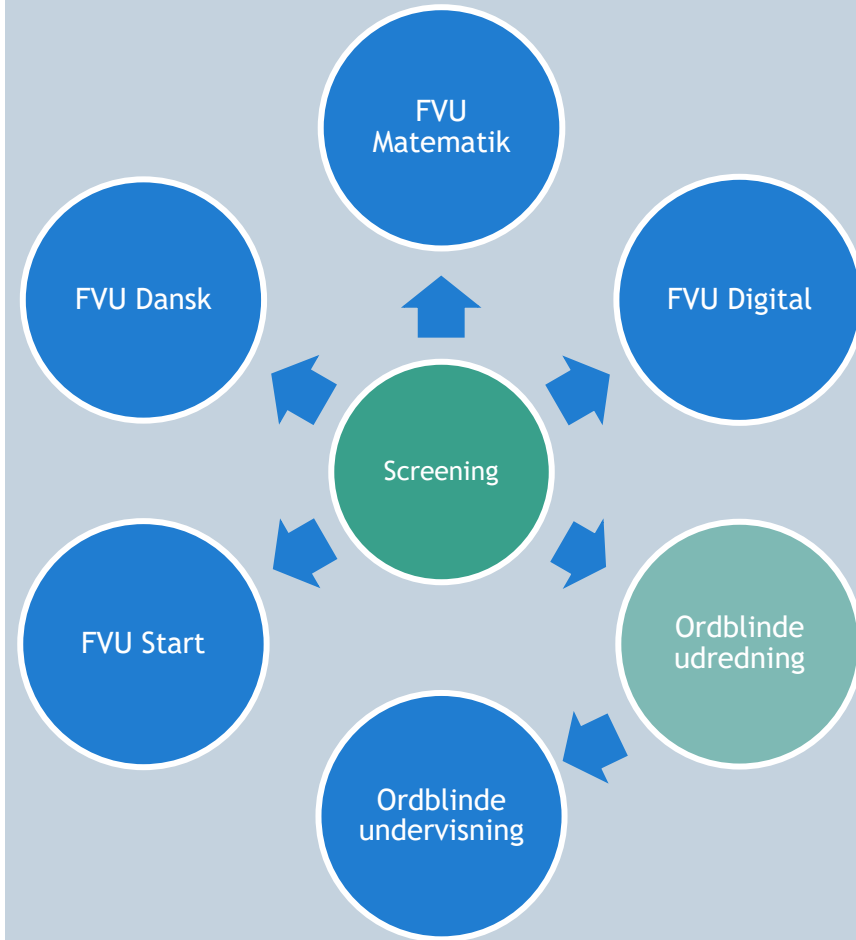 FVU
Matematik
FVU Dansk
FVU Digital
Screening
FVU Start
Ordblinde
udredning
Ordblinde
undervisning